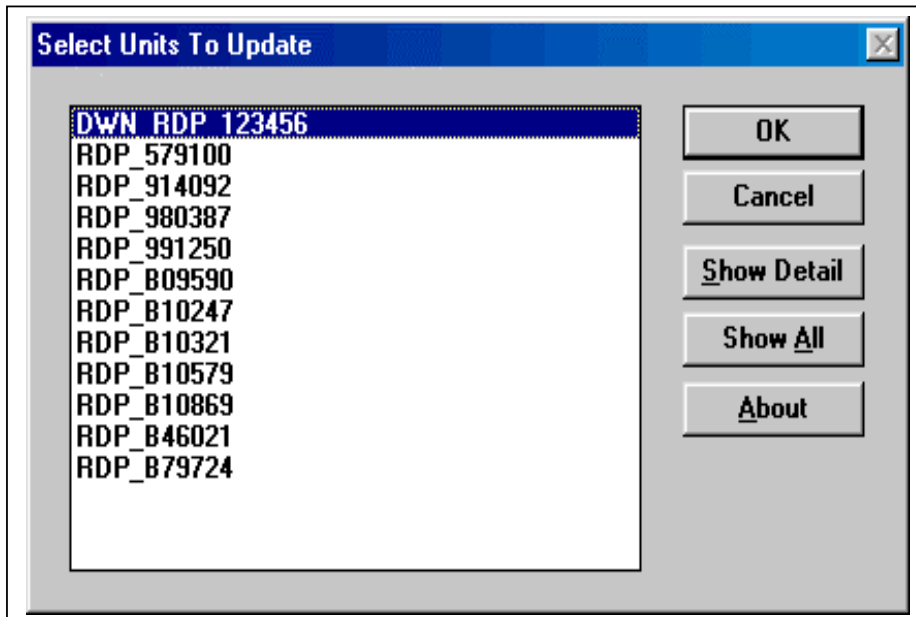 Select Units To Update
DWN_RDP_123456
RDP_579100
RDP_914092
RDP_980387
RDP_991250
RDP_B09590
RDP_B10247
RDP_B10321
RDP_B10579
RDP_B10869
RDP_B46021
RDP_B79724
OK
Cancel
Show Detail
Show All
About